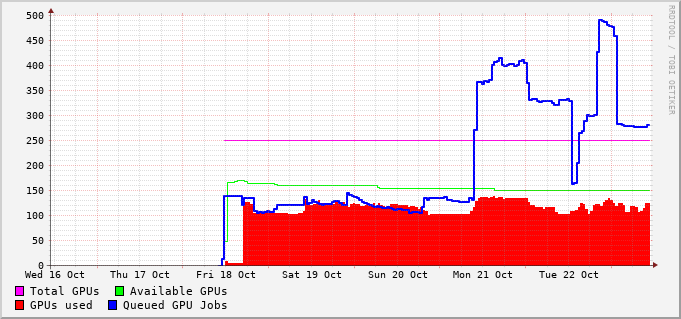 500
450
400
350
300
250
200
150
100
50
0
Wed 16 Oct Thu 17 Oct Fri 18 Oct Sat 19 Oct Sun 20 Oct Mon 21 Oct Tue 22 Oct
Total GPUs Available GPUs
GPUs used Queued GPU Jobs
RRDTOOL / TOBI OETIKER